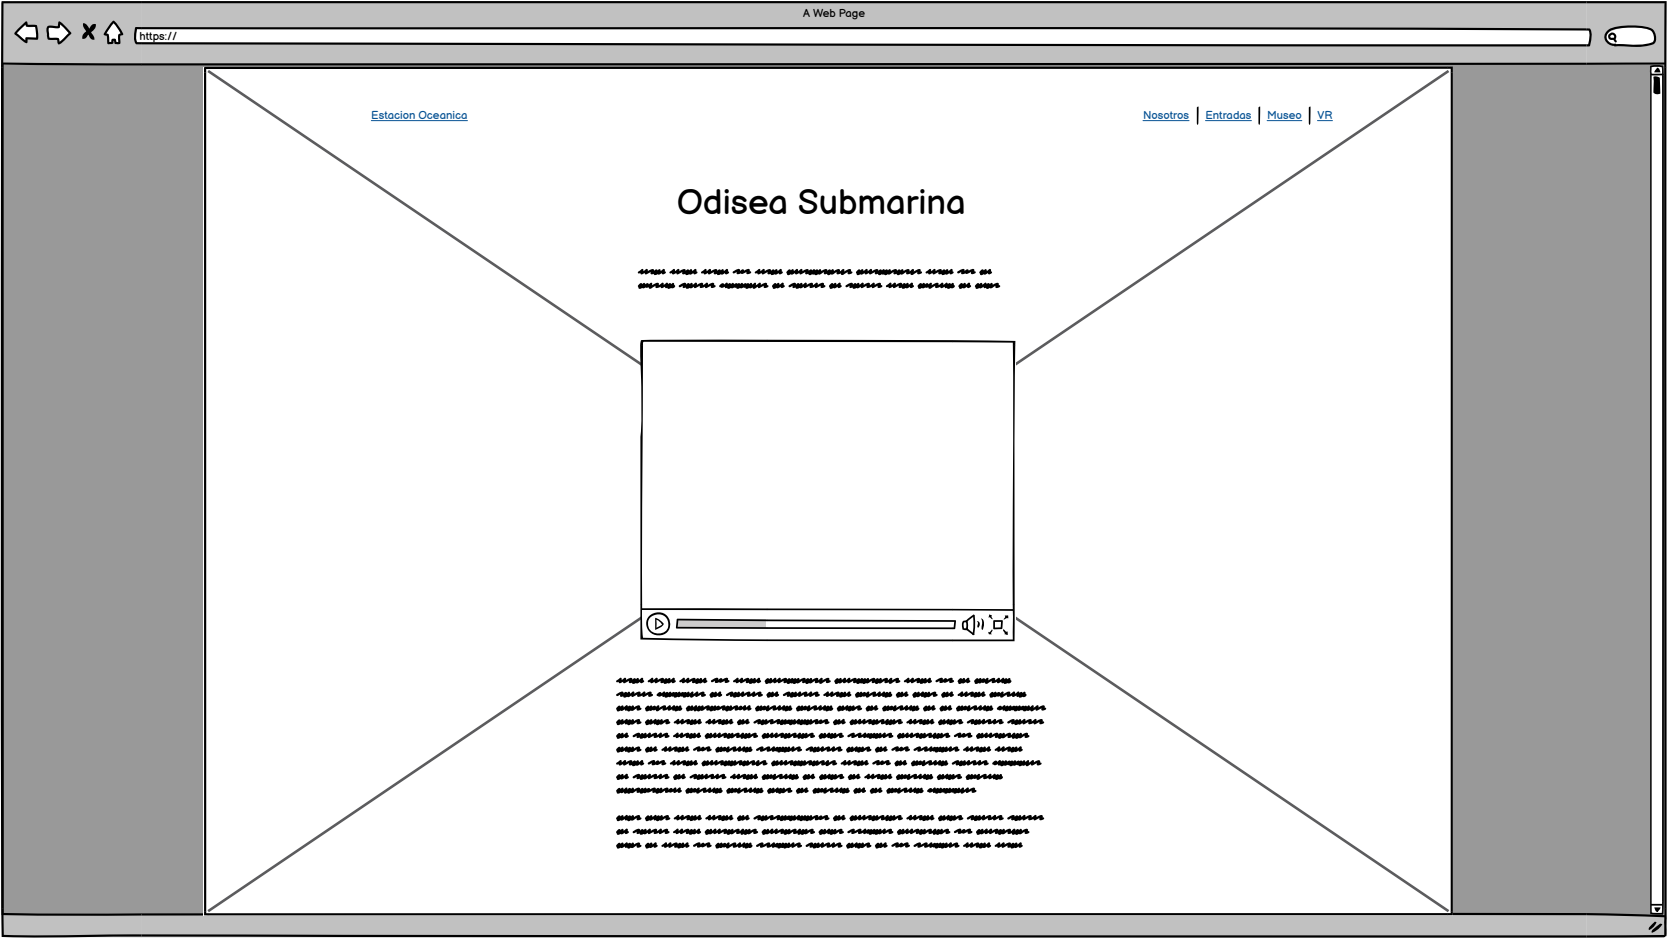 A Web Page
https://
Estacion Oceanica
Nosotros | Entradas | Museo | VR
Odisea Submarina